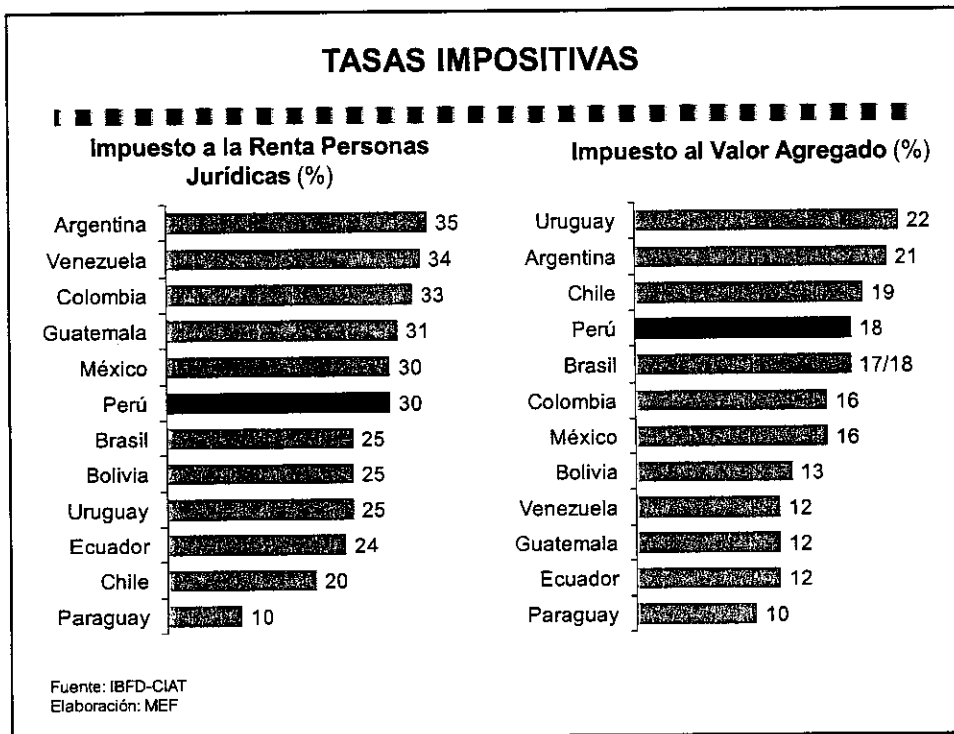 TASAS IMPOSITIVAS
Impuesto a la Renta Personas
Jurídicas (%)
Argentina 35
Venezuela 34
Colombia 33
Guatemala 31
México 30
Perú 30
Brasil 25
Bolivia 25
Uruguay 25
Ecuador 24
Chile 20
Paraguay 10
Impuesto al Valor Agregado (%)
Uruguay 22
Argentina 21
Chile 19
Perú 18
Brasil 17/18
Colombia 16
México 16
Bolivia 13
Venezuela 12
Guatemala 12
Ecuador 12
Paraguay 10
Fuente: IBFD-CIAT
Elaboración: MEF